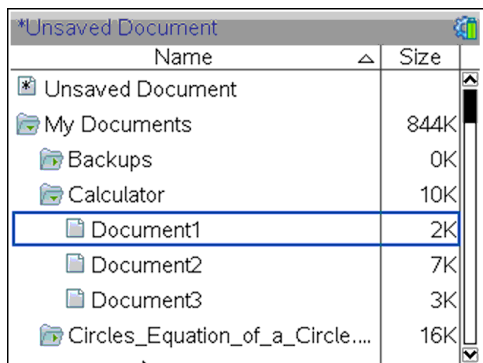 *Unsaved Document
Name Size
Unsaved Document
My Documents 844K
Backups 0K
Calculator 10K
Document1 2K
Document2 7K
Document3 3K
Circles_Equation_of_a_Circle.... 16K